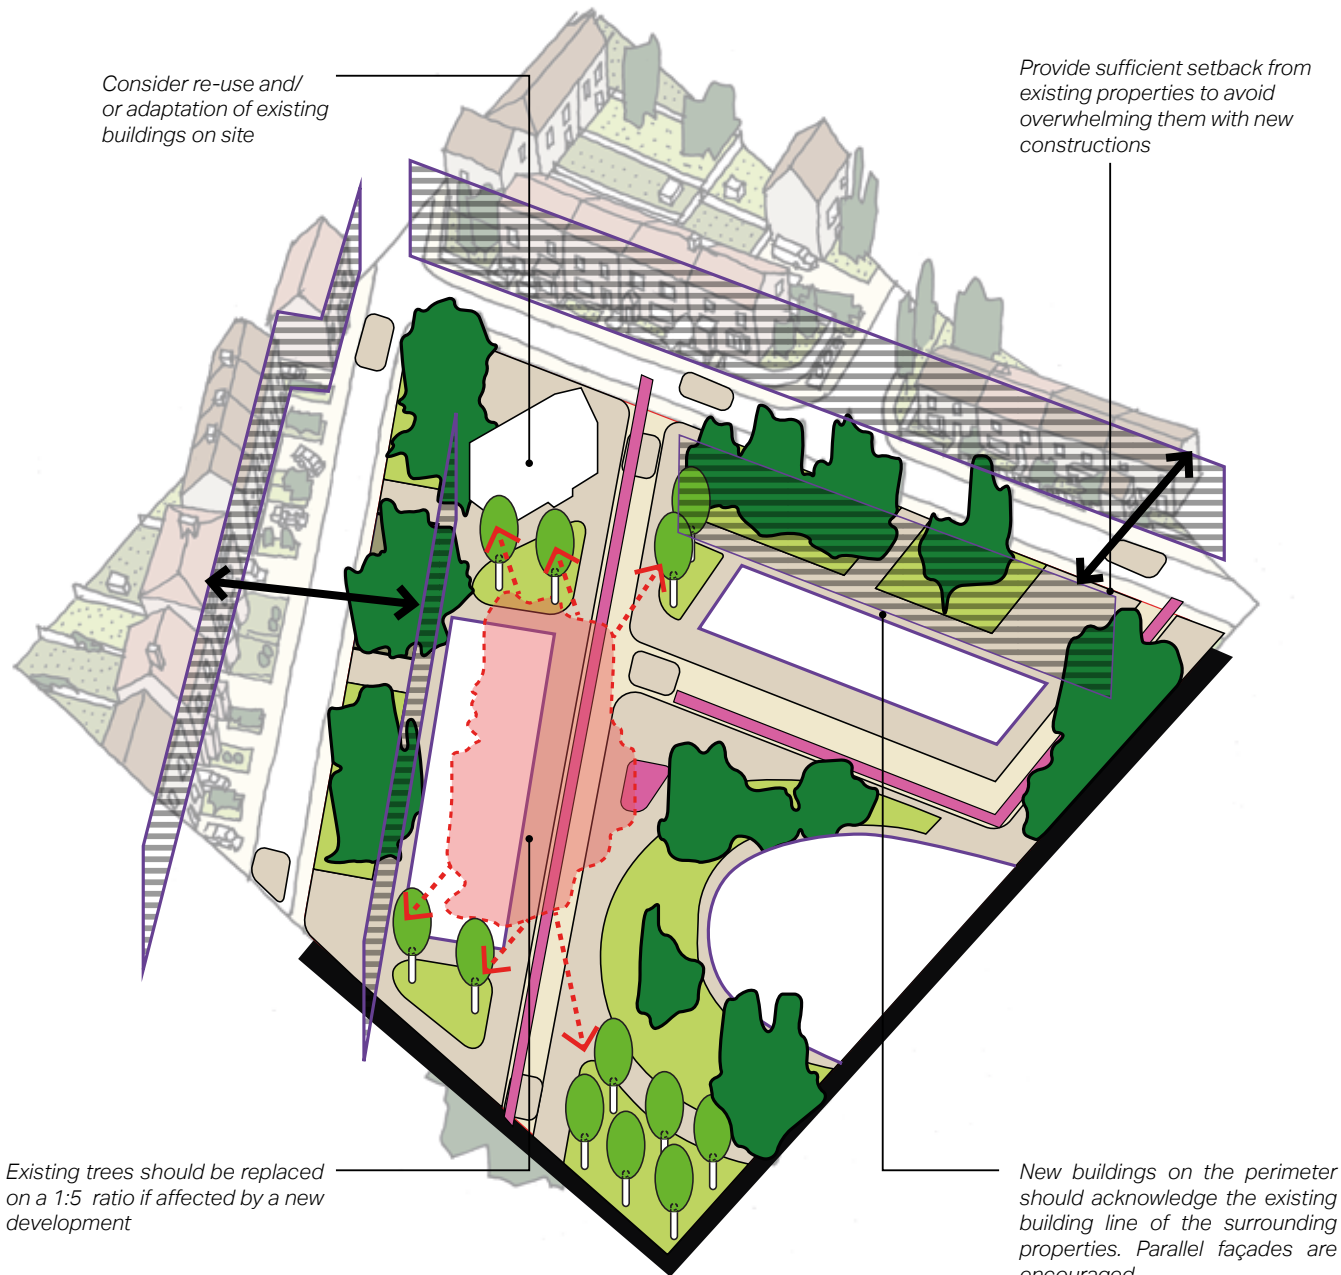 Consider re-use and/
or adaptation of existing
buildings on site
Provide sufficient setback from
existing properties to avoid
overwhelming them with new
constructions
Existing trees should be replaced
on a 1:5 ratio if affected by a new
development
New buildings on the perimeter
should acknowledge the existing
building line of the surrounding
properties. Parallel façades are
encouraged